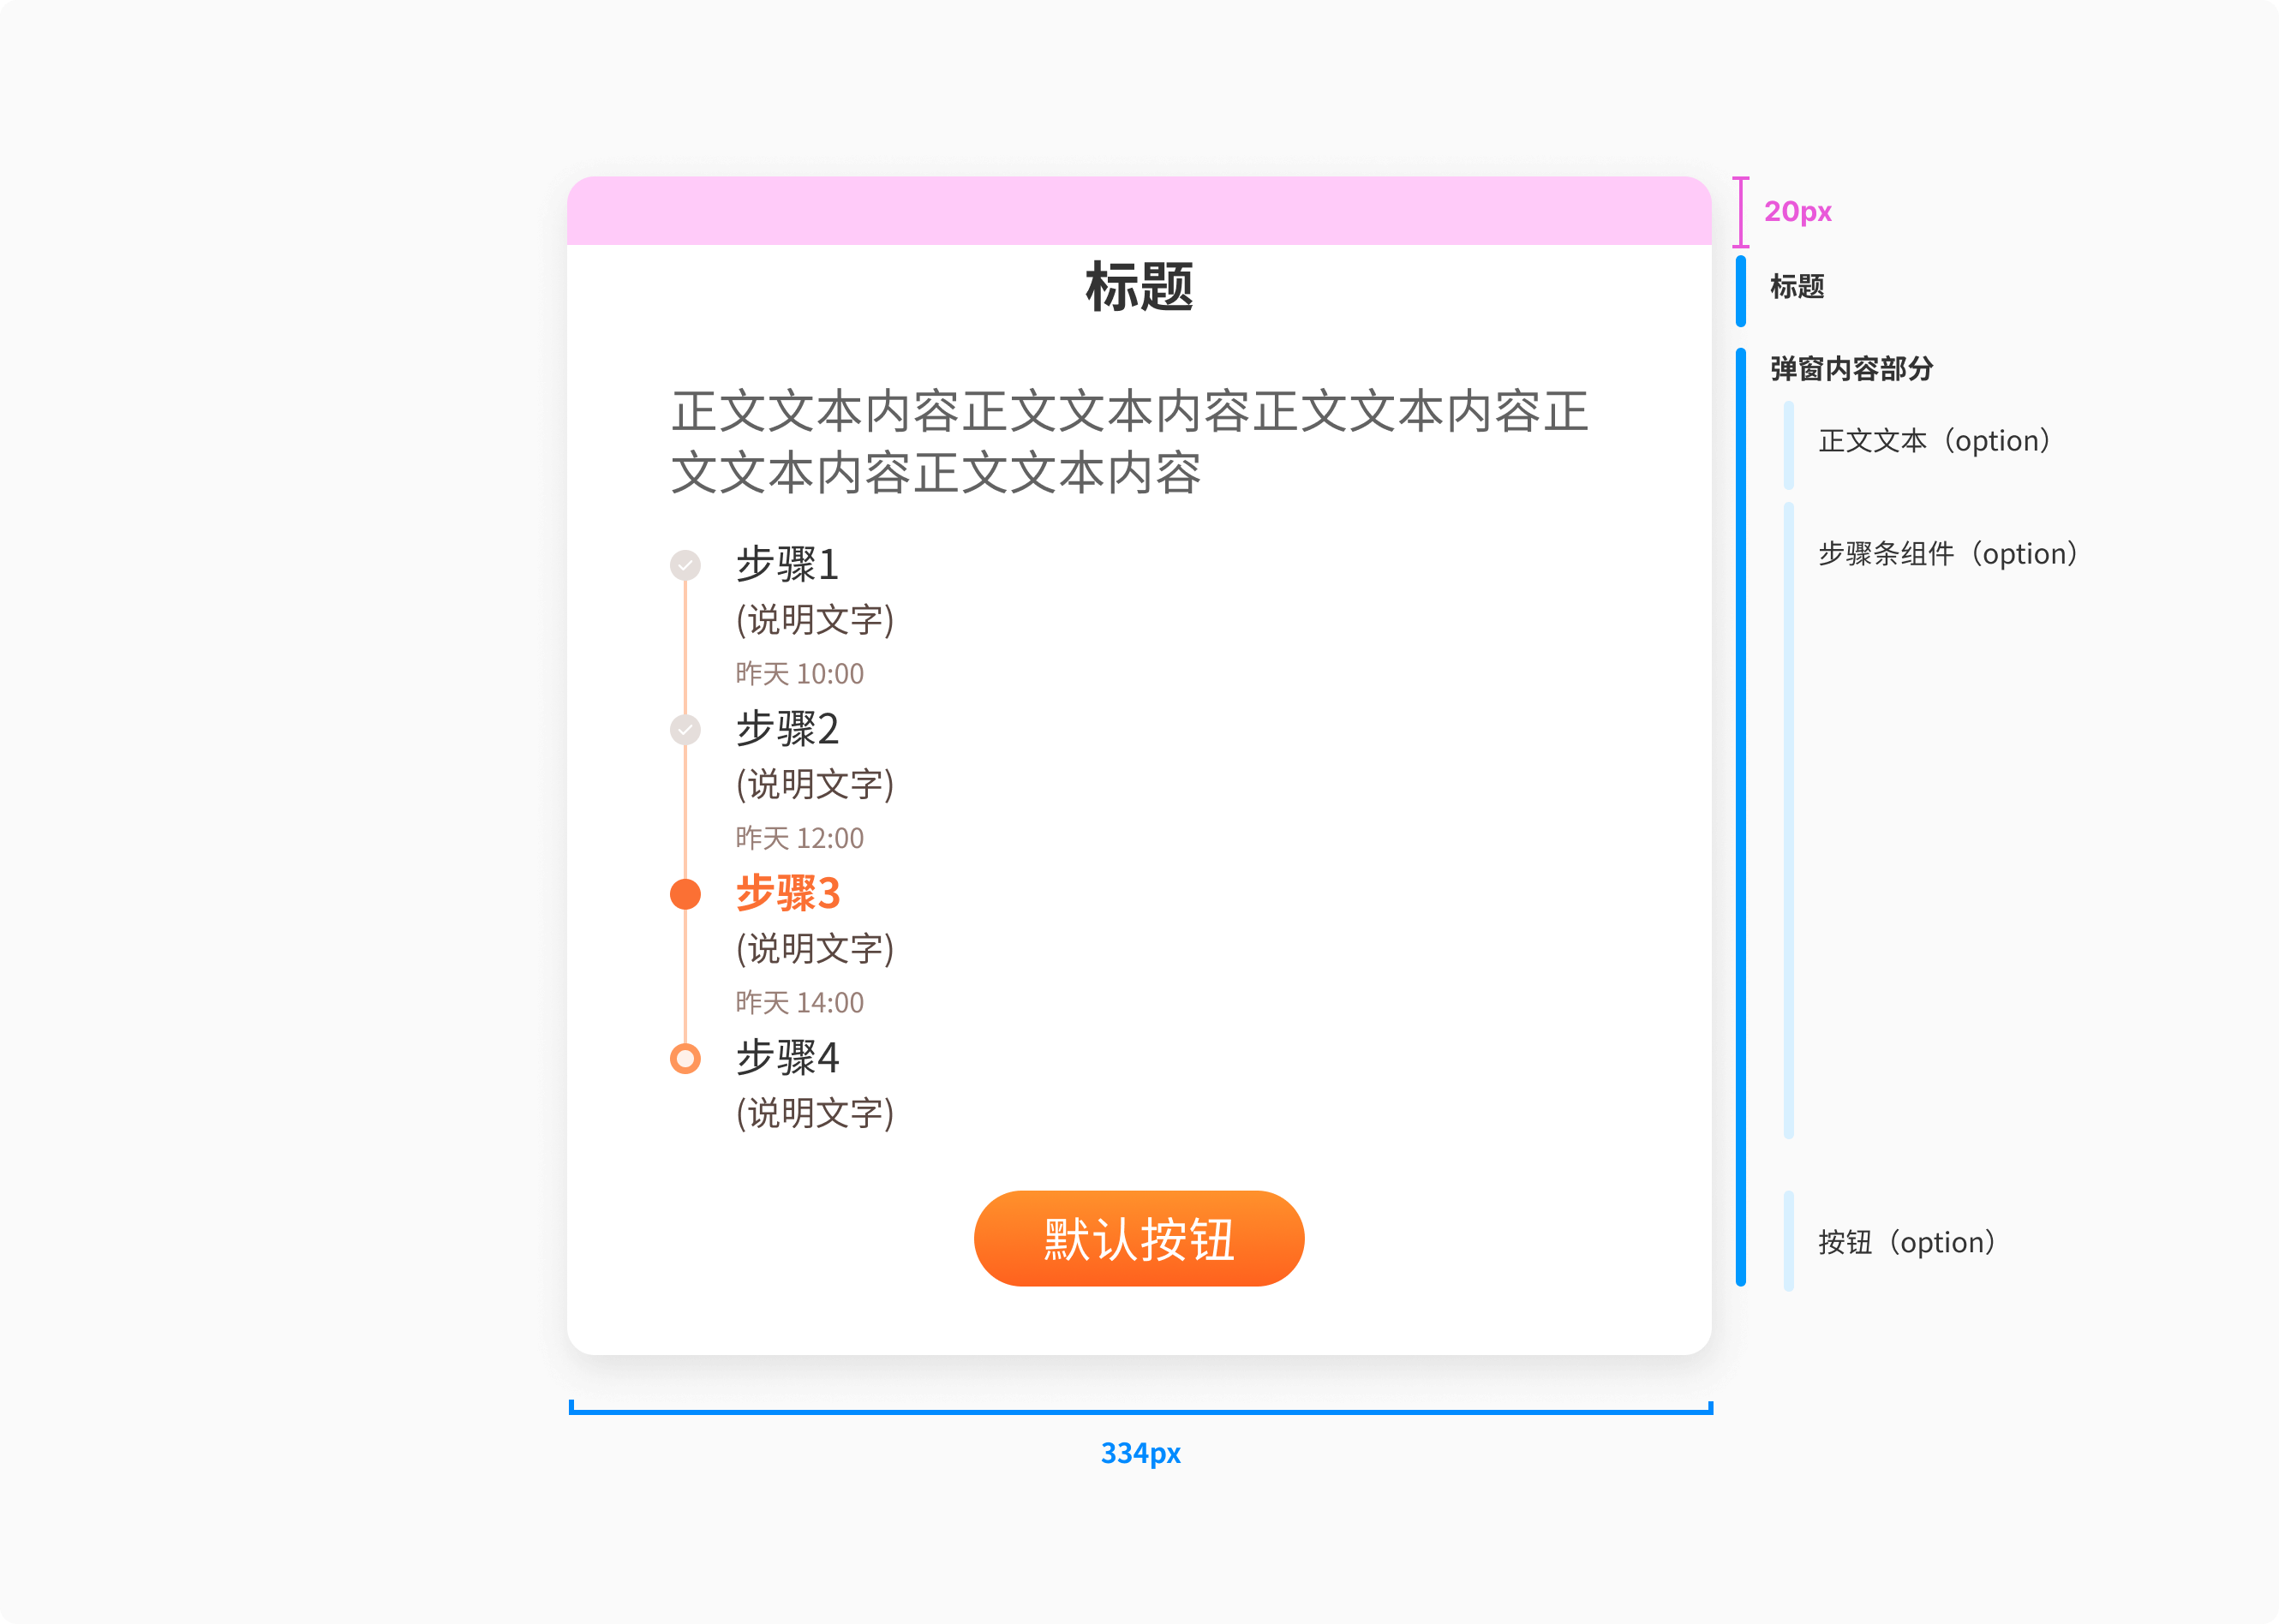 标题
正文文本内容正文文本内容正文文本内容正
文文本内容正文文本内容
步骤1
(说明文字)
昨天 10:00
步骤2
(说明文字)
昨天 12:00
步骤3
(说明文字)
昨天 14:00
步骤4
(说明文字)
默认按钮
20px
标题
弹窗内容部分
正文文本（option）
步骤条组件（option）
按钮（option）
334px